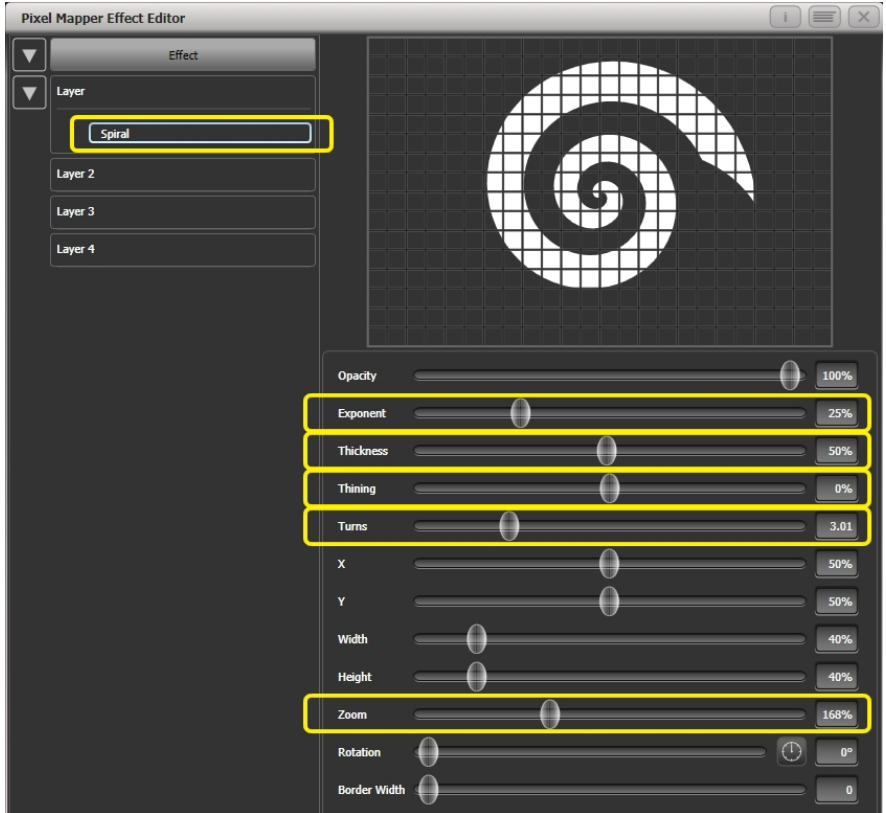 Pixel Mapper Effect Editor
i
Effect
Layer
Spiral
Layer 2
Layer 3
Layer 4
Opacity 100%
Exponent 25%
Thickness 50%
Thining 0%
Turns 3.01
X 50%
Y 50%
Width 40%
Height 40%
Zoom 168%
Rotation 0°
Border Width 0